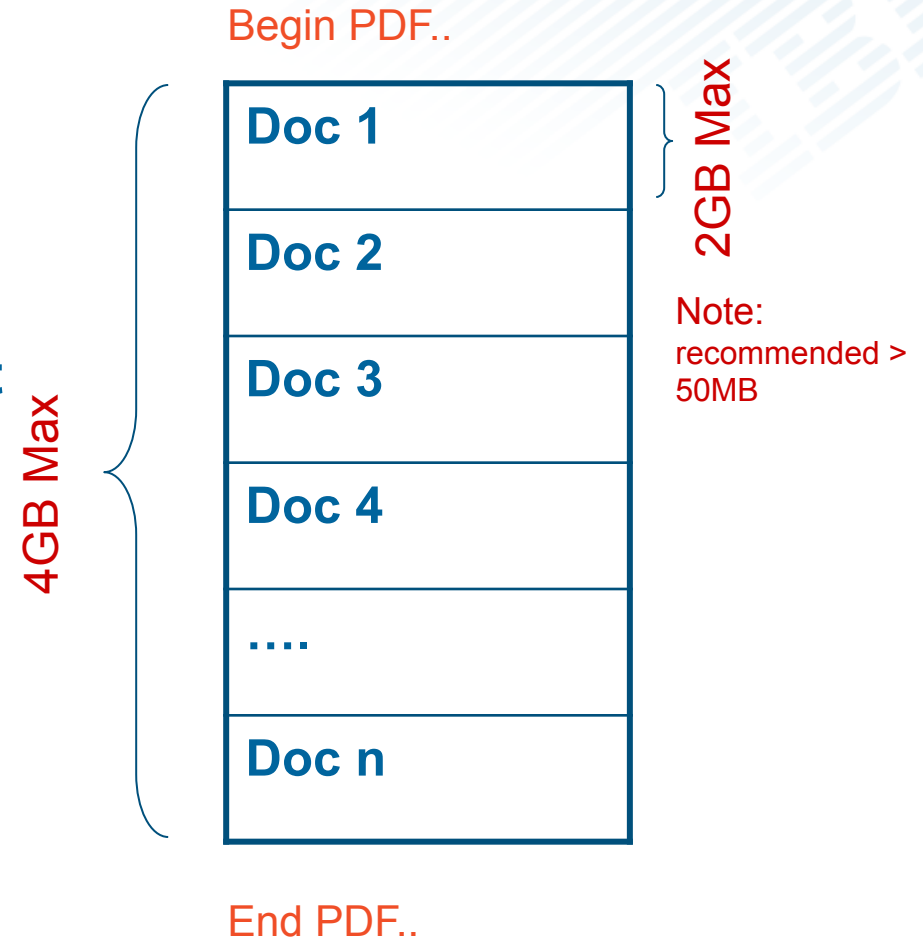 Begin PDF..
Doc 1
2GB Max
Doc 2
Note:
recommended >
50MB
Doc 3
4GB Max
Doc 4
....
Doc n
End PDF..